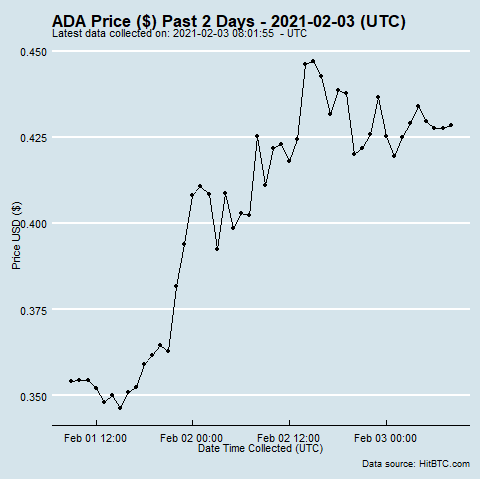 ADA Price ($) Past 2 Days - 2021-02-03 (UTC)
Latest data collected on: 2021-02-03 08:01:55  - UTC
0.450
0.425
0.400
0.375
0.350
Price USD ($)
Feb 01 12:00
Feb 02 00:00
Feb 02 12:00
Feb 03 00:00
Date Time Collected (UTC)
Data source: HitBTC.com